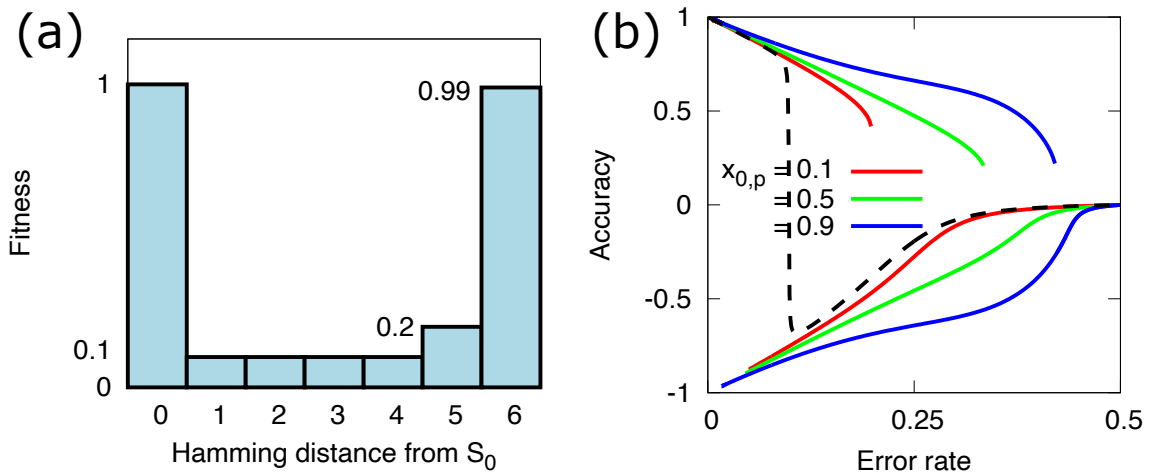 (a)
1
0.99
0.2
0.1
0
Fitness
0 1 2 3 4 5 6
Hamming distance from S₀
(b)
1
0.5
0
-0.5
-1
Accuracy
x₀,ₚ = 0.1
= 0.5
= 0.9
0 0.25 0.5
Error rate